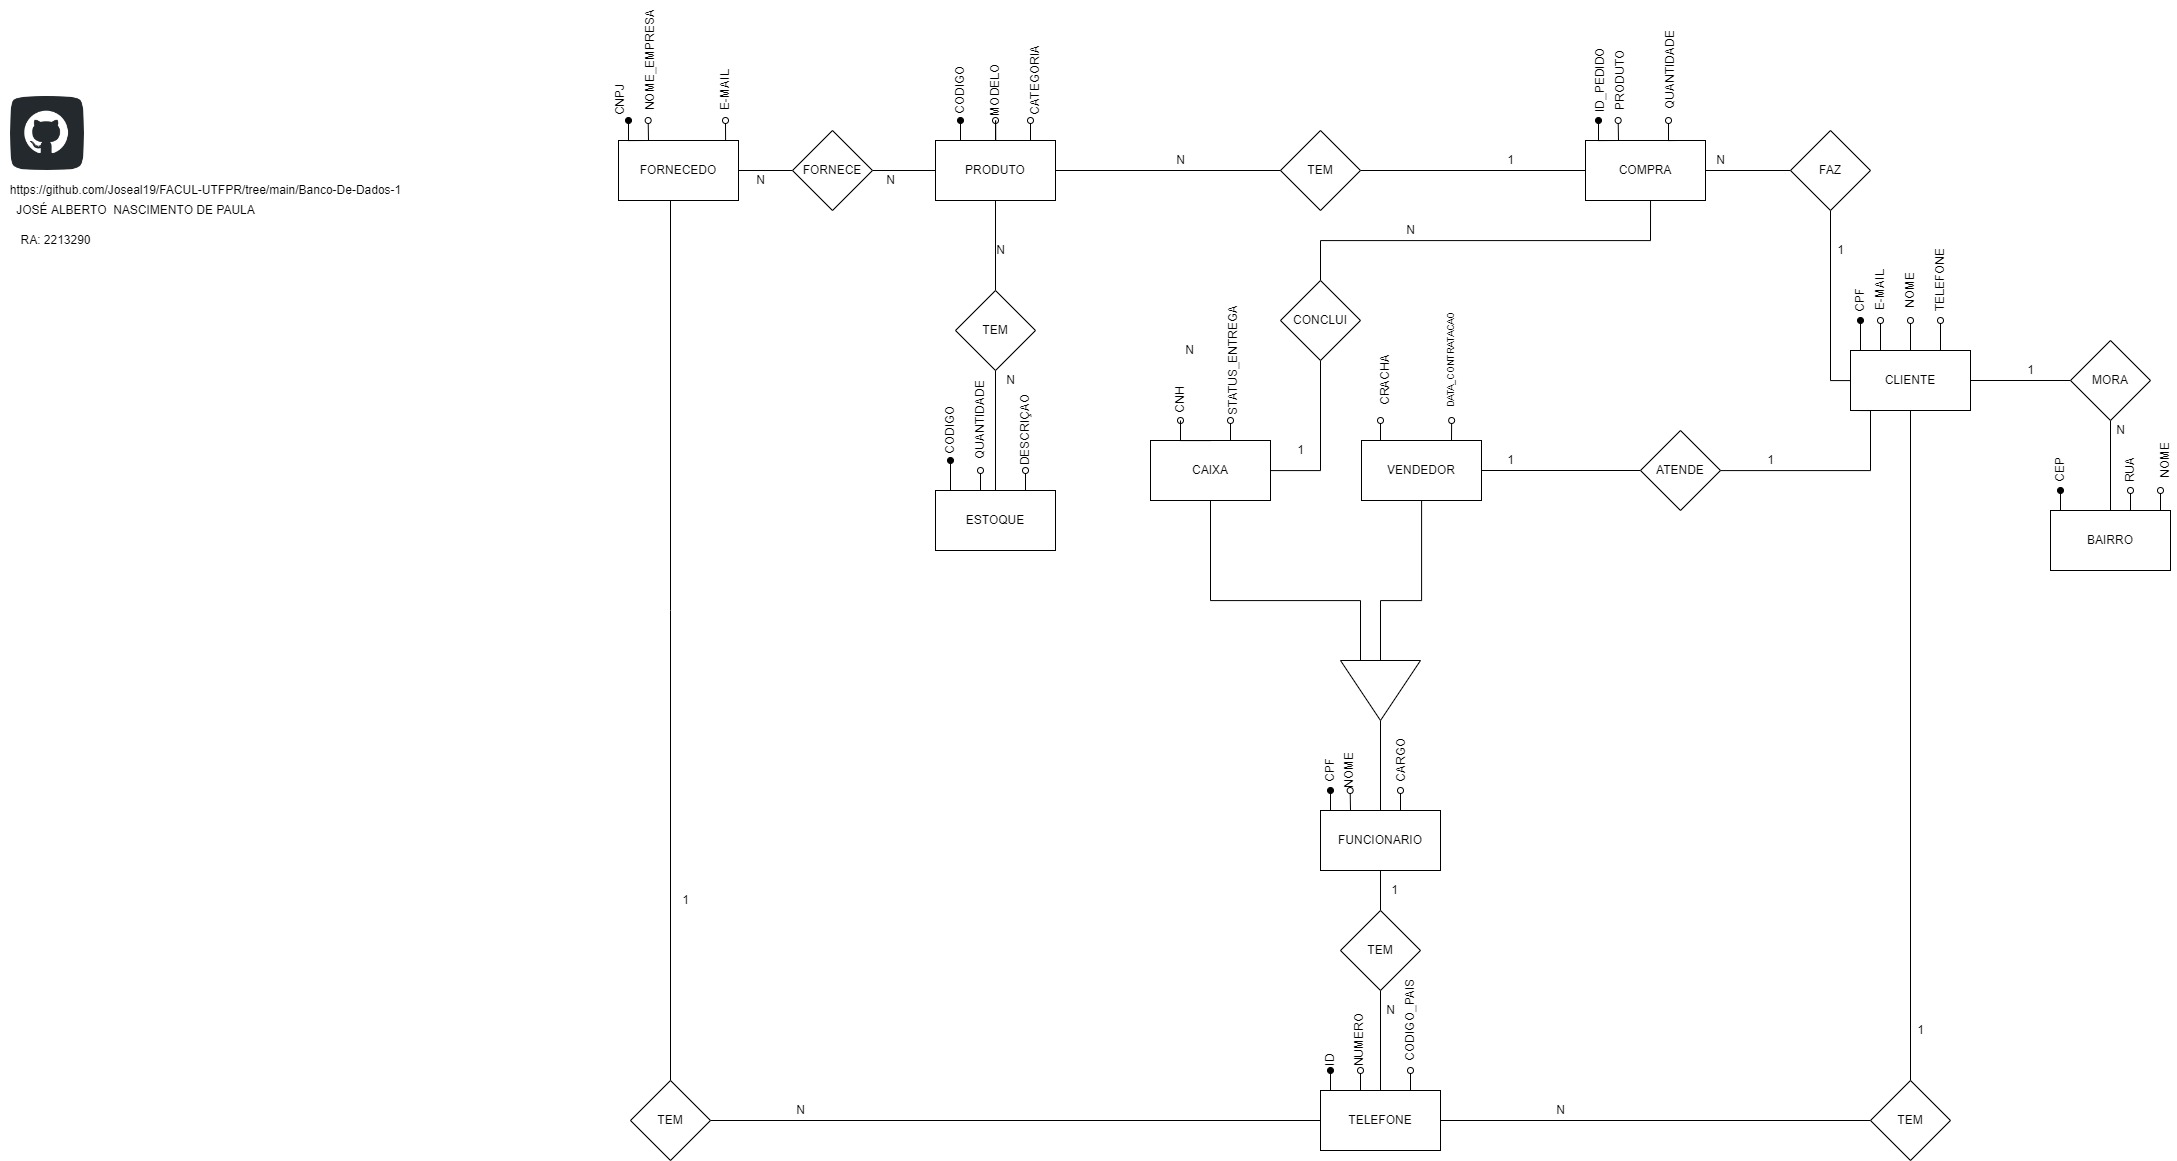 https://github.com/Joseal19/FACUL-UTFPR/tree/main/Banco-De-Dados-1
JOSÉ ALBERTO NASCIMENTO DE PAULA
RA: 2213290
CNPJ
NOME_EMPRESA
E-MAIL
FORNECEDO
N
FORNECE
N
CODIGO
MODELO
CATEGORIA
PRODUTO
N
TEM
1
ID_PEDIDO
PRODUTO
QUANTIDADE
COMPRA
N
FAZ
1
N
CONCLUI
1
N
TEM
N
CODIGO
QUANTIDADE
DESCRIÇAO
ESTOQUE
N
CNH
STATUS_ENTREGA
CAIXA
CRACHA
DATA_CONTRATACAO
VENDEDOR
1
ATENDE
1
CPF
E-MAIL
NOME
TELEFONE
CLIENTE
1
MORA
N
CEP
RUA
NOME
BAIRRO
CPF
NOME
CARGO
FUNCIONARIO
1
TEM
N
1
1
ID
NUMERO
CODIGO_PAIS
TEM
N
TELEFONE
N
TEM